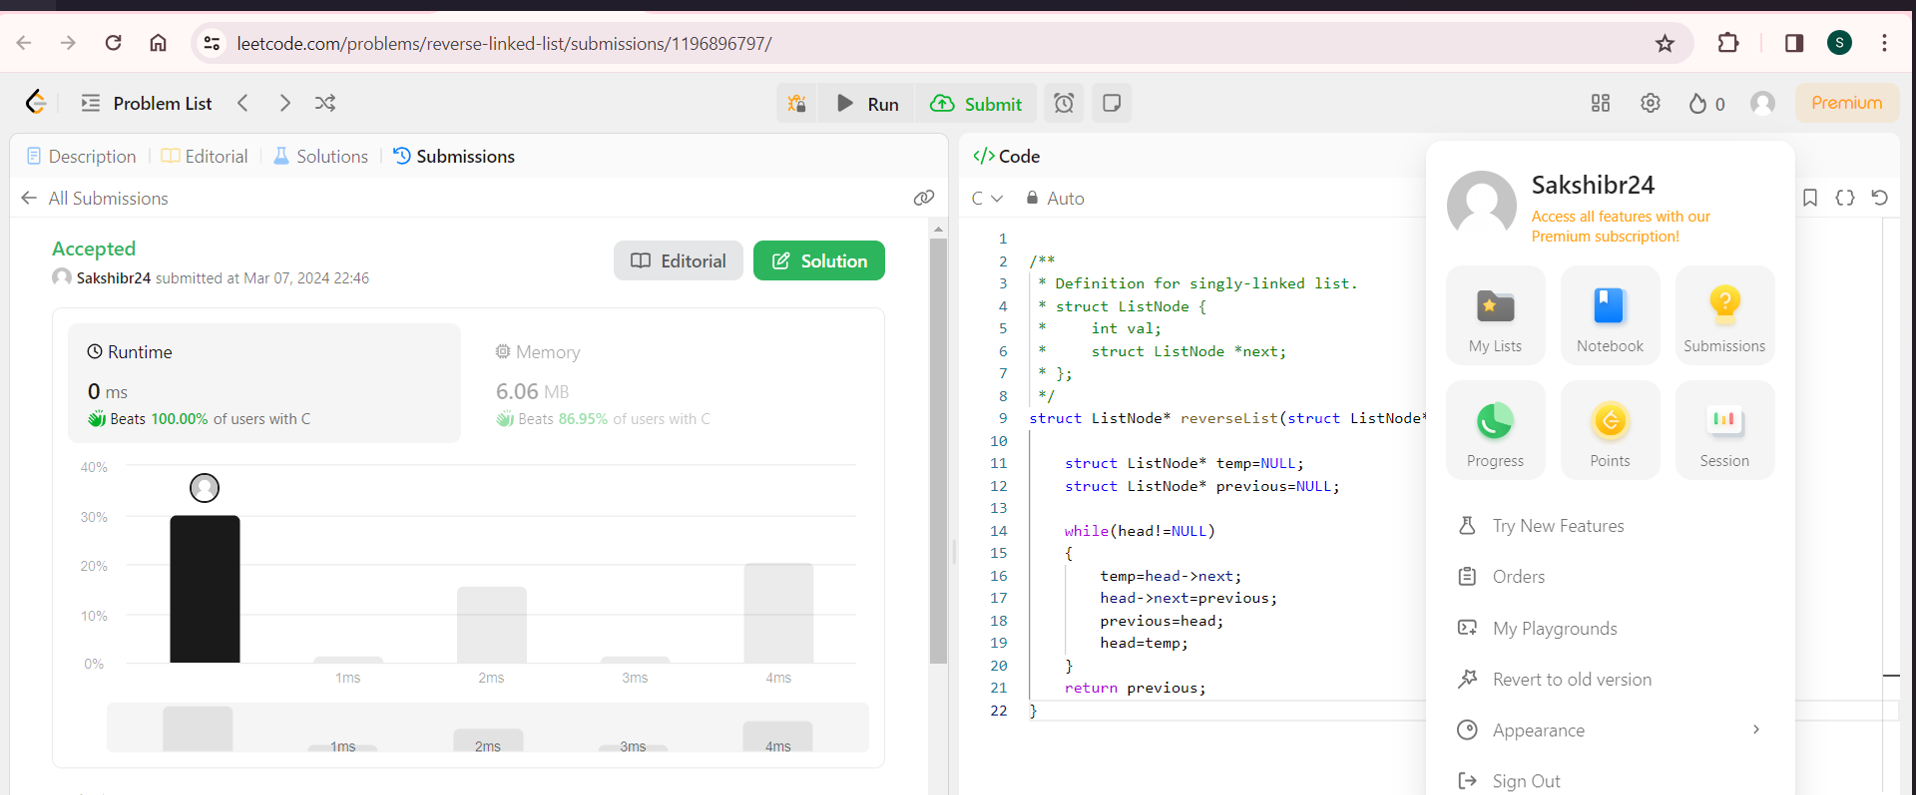 leetcode.com/problems/reverse-linked-list/submissions/1196896797/
S
Problem List
Run
Submit
0
Premium
Description
Editorial
Solutions
Submissions
All Submissions
Accepted
Sakshibr24 submitted at Mar 07, 2024 22:46
Editorial
Solution
Runtime
0 ms
Beats 100.00% of users with C
Memory
6.06 MB
Beats 86.95% of users with C
40%
30%
20%
10%
0%
1ms 2ms 3ms 4ms
1ms 2ms 3ms 4ms
</> Code
C
Auto
1
2 /**
3  * Definition for singly-linked list.
4  * struct ListNode {
5  *     int val;
6  *     struct ListNode *next;
7  * };
8  */
9 struct ListNode* reverseList(struct ListNode*
10
11     struct ListNode* temp=NULL;
12     struct ListNode* previous=NULL;
13
14     while(head!=NULL)
15     {
16         temp=head->next;
17         head->next=previous;
18         previous=head;
19         head=temp;
20     }
21     return previous;
22 }
Sakshibr24
Access all features with our
Premium subscription!
My Lists
Notebook
Submissions
Progress
Points
Session
Try New Features
Orders
My Playgrounds
Revert to old version
Appearance
Sign Out